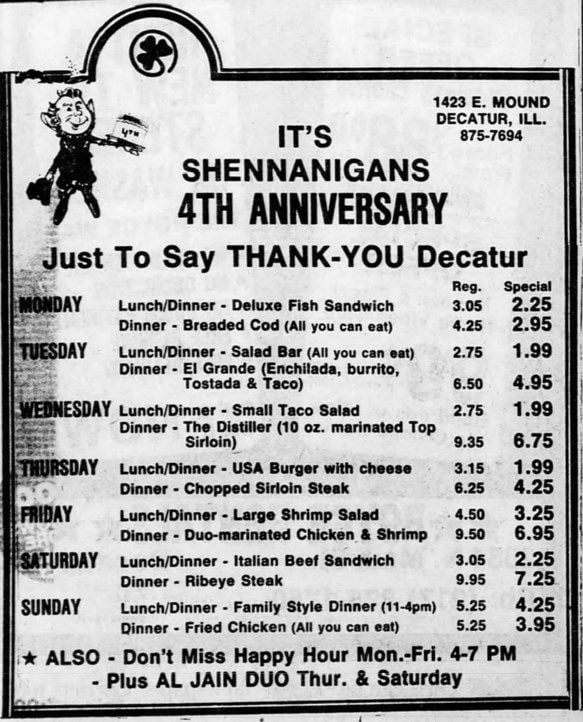 1423 E. MOUND
DECATUR, ILL.
875-7694
4TH
IT'S
SHENNANIGANS
4TH ANNIVERSARY
Just To Say THANK-YOU Decatur
Reg. Special
MONDAY Lunch/Dinner - Deluxe Fish Sandwich 3.05 2.25
Dinner - Breaded Cod (All you can eat) 4.25 2.95
TUESDAY Lunch/Dinner - Salad Bar (All you can eat) 2.75 1.99
Dinner - El Grande (Enchilada, burrito,
Tostada & Taco) 6.50 4.95
WEDNESDAY Lunch/Dinner - Small Taco Salad 2.75 1.99
Dinner - The Distiller (10 oz. marinated Top
Sirloin) 9.35 6.75
THURSDAY Lunch/Dinner - USA Burger with cheese 3.15 1.99
Dinner - Chopped Sirloin Steak 6.25 4.25
FRIDAY Lunch/Dinner - Large Shrimp Salad 4.50 3.25
Dinner - Duo-marinated Chicken & Shrimp 9.50 6.95
SATURDAY Lunch/Dinner - Italian Beef Sandwich 3.05 2.25
Dinner - Ribeye Steak 9.95 7.25
SUNDAY Lunch/Dinner - Family Style Dinner (11-4pm) 5.25 4.25
Dinner - Fried Chicken (All you can eat) 5.25 3.95
★ ALSO - Don't Miss Happy Hour Mon.-Fri. 4-7 PM
- Plus AL JAIN DUO Thur. & Saturday